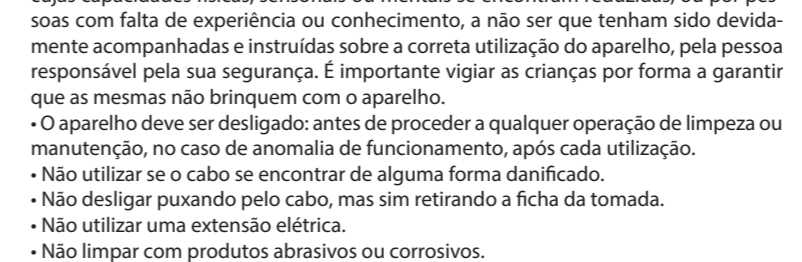 cujas capacidades físicas, sensoriais ou mentais se encontram reduzidas, ou por pes-
soas com falta de experiência ou conhecimento, a não ser que tenham sido devida-
mente acompanhadas e instruídas sobre a correta utilização do aparelho, pela pessoa
responsável pela sua segurança. É importante vigiar as crianças por forma a garantir
que as mesmas não brinquem com o aparelho.
• O aparelho deve ser desligado: antes de proceder a qualquer operação de limpeza ou
manutenção, no caso de anomalia de funcionamento, após cada utilização.
• Não utilizar se o cabo se encontrar de alguma forma danificado.
• Não desligar puxando pelo cabo, mas sim retirando a ficha da tomada.
• Não utilizar uma extensão elétrica.
• Não limpar com produtos abrasivos ou corrosivos.